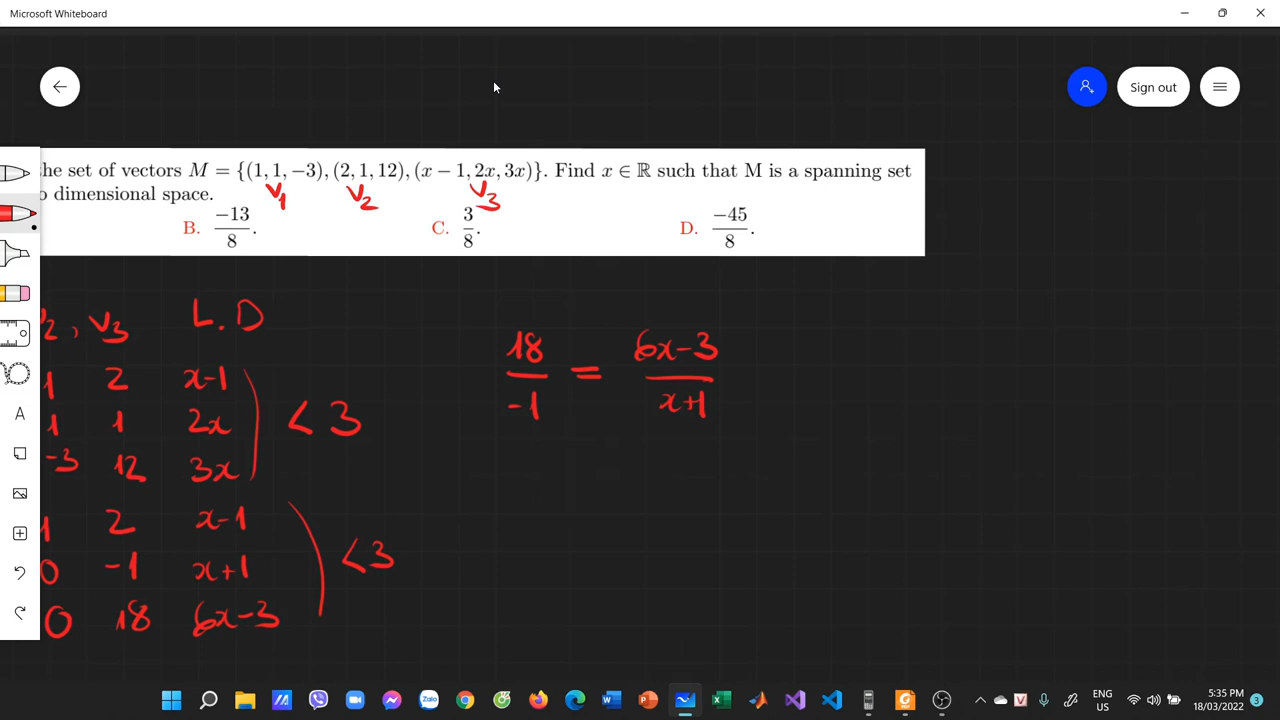 Microsoft Whiteboard
Sign out
he set of vectors M = {(1, 1, −3), (2, 1, 12), (x − 1, 2x, 3x)}. Find x ∈ ℝ such that M is a spanning set
o dimensional space.
v1 v2 v3
B. −13/8. C. 3/8. D. −45/8.
v2, v3 L.D
1 2 x-1
1 1 2x < 3
-3 12 3x
1 2 x-1
0 -1 x+1 < 3
0 18 6x-3
18/-1 = 6x-3/x+1
A
ENG
US
5:35 PM
18/03/2022
3